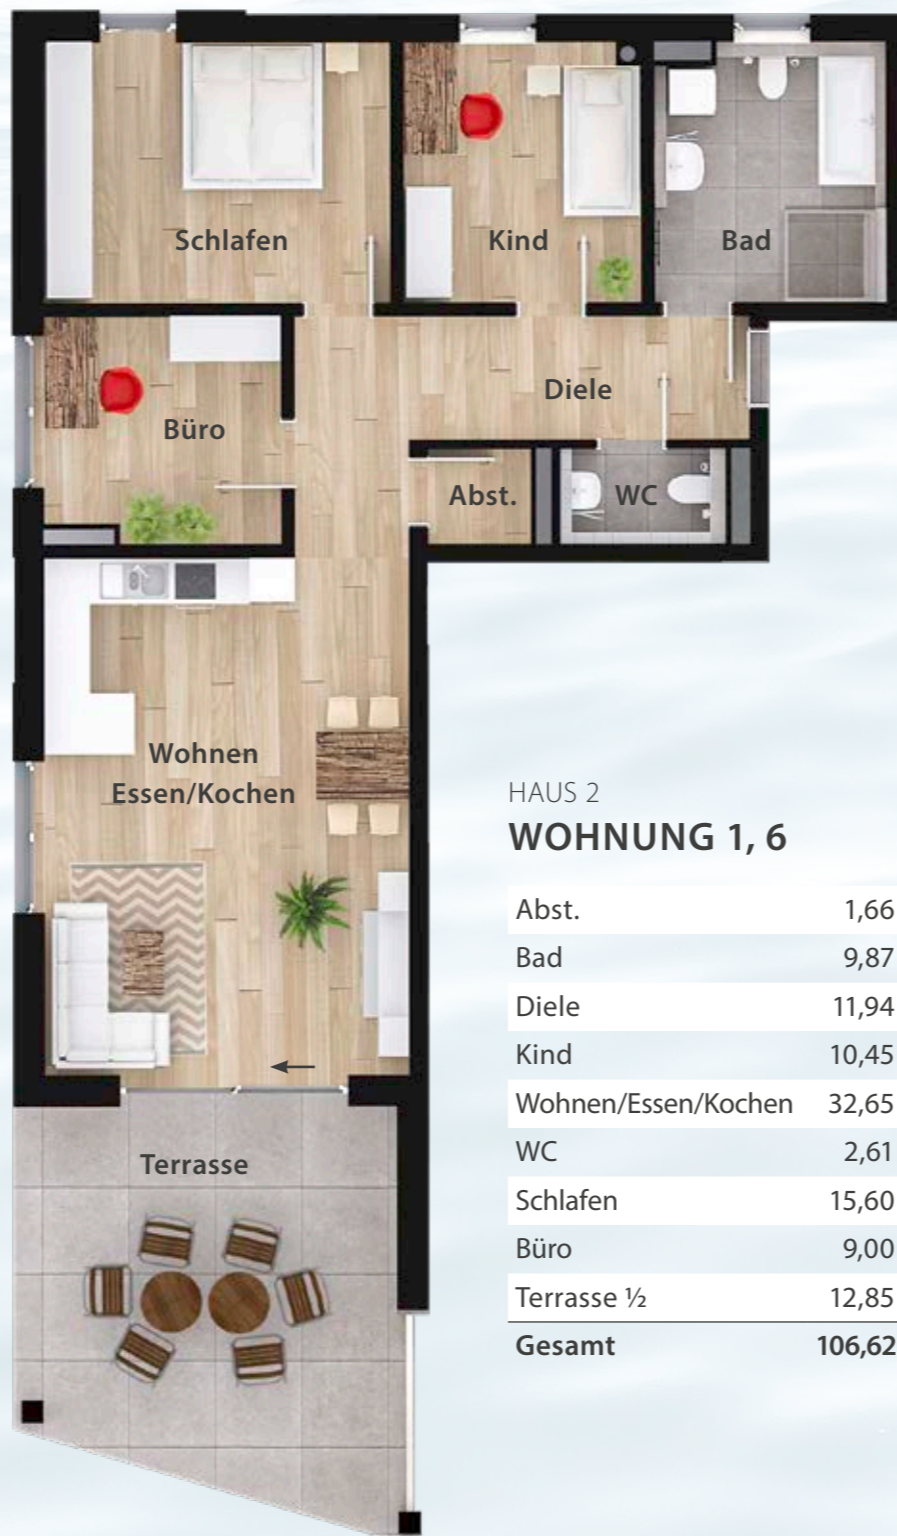 Schlafen
Kind
Bad
Diele
Büro
Abst.
WC
Wohnen
Essen/Kochen
HAUS 2
WOHNUNG 1, 6
Abst. 1,66
Bad 9,87
Diele 11,94
Kind 10,45
Wohnen/Essen/Kochen 32,65
WC 2,61
Schlafen 15,60
Büro 9,00
Terrasse ½ 12,85
Gesamt 106,62
Terrasse